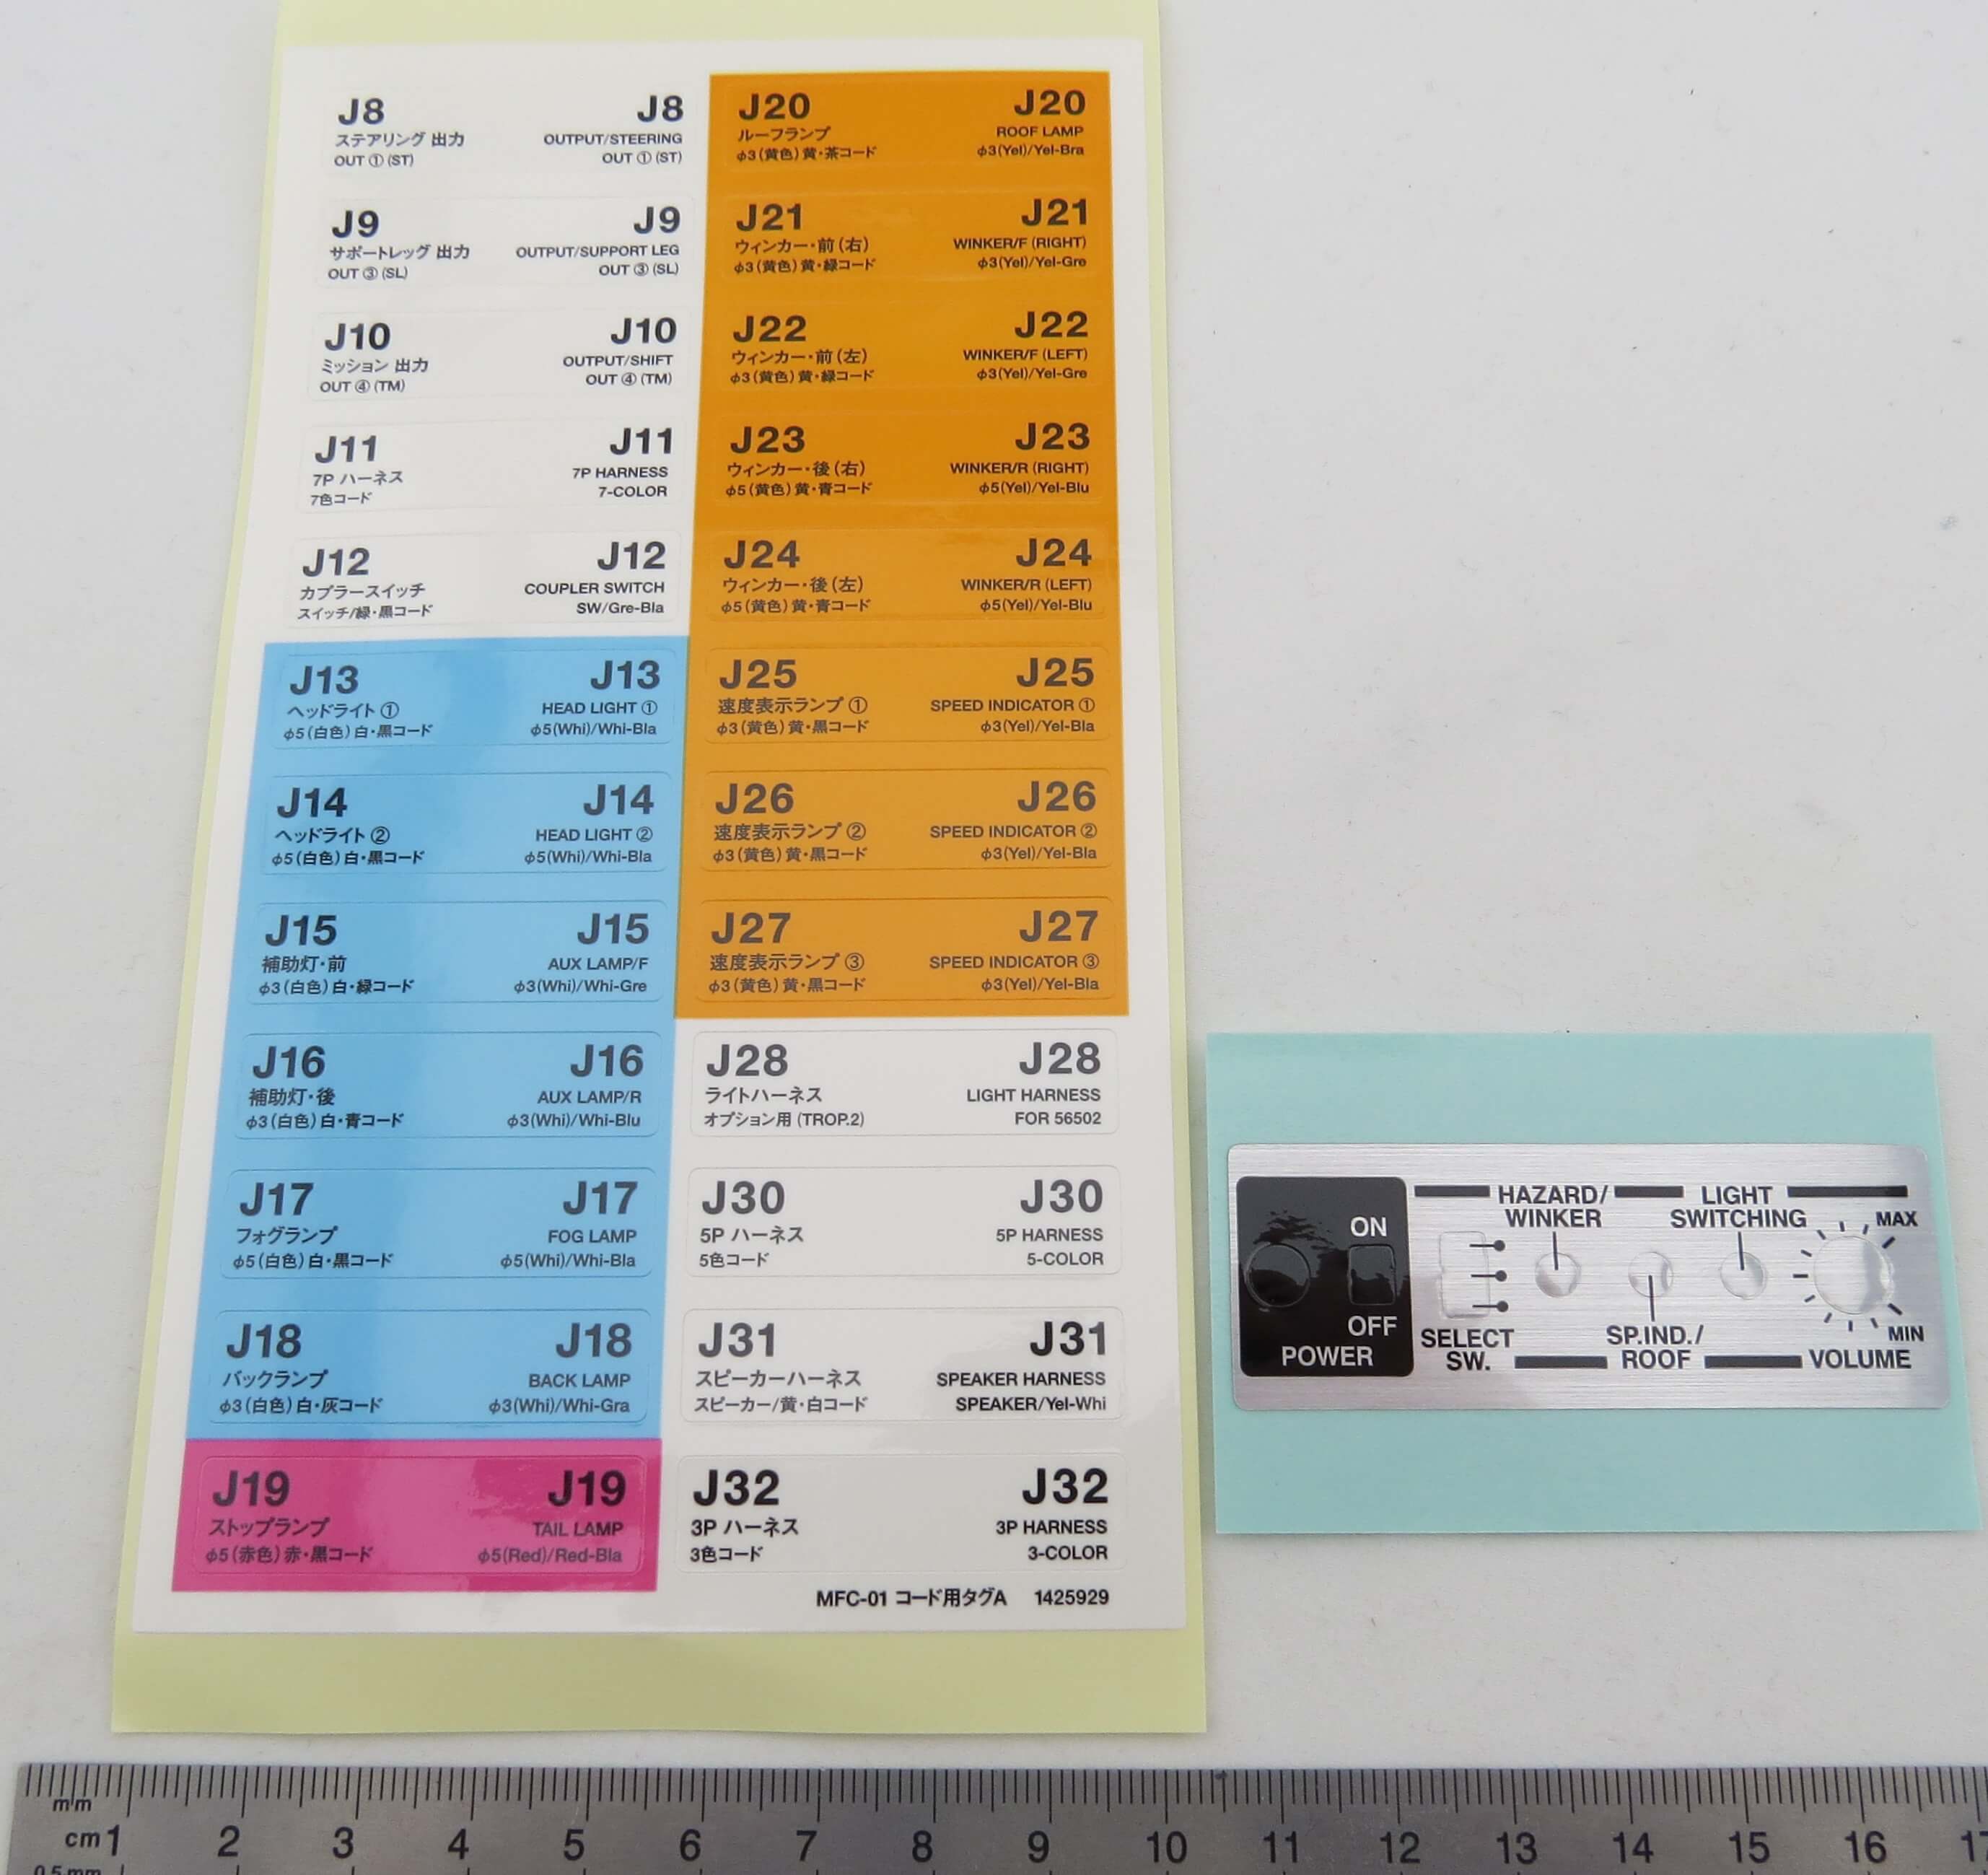 J8 J8
ステアリング 出力 OUTPUT/STEERING
OUT ① (ST) OUT ① (ST)
J9 J9
サポートレッグ 出力 OUTPUT/SUPPORT LEG
OUT ③ (SL) OUT ③ (SL)
J10 J10
ミッション 出力 OUTPUT/SHIFT
OUT ④ (TM) OUT ④ (TM)
J11 J11
7P ハーネス 7P HARNESS
7色コード 7-COLOR
J12 J12
カプラースイッチ COUPLER SWITCH
スイッチ/緑・黒コード SW/Gre-Bla
J13 J13
ヘッドライト ① HEAD LIGHT ①
φ5(白色)白・黒コード φ5(Whi)/Whi-Bla
J14 J14
ヘッドライト ② HEAD LIGHT ②
φ5(白色)白・黒コード φ5(Whi)/Whi-Bla
J15 J15
補助灯・前 AUX LAMP/F
φ3(白色)白・緑コード φ3(Whi)/Whi-Gre
J16 J16
補助灯・後 AUX LAMP/R
φ3(白色)白・青コード φ3(Whi)/Whi-Blu
J17 J17
フォグランプ FOG LAMP
φ5(白色)白・黒コード φ5(Whi)/Whi-Bla
J18 J18
バックランプ BACK LAMP
φ3(白色)白・灰コード φ3(Whi)/Whi-Gra
J19 J19
ストップランプ TAIL LAMP
φ5(赤色)赤・黒コード φ5(Red)/Red-Bla
J20 J20
ルーフランプ ROOF LAMP
φ3(黄色)黄・茶コード φ3(Yel)/Yel-Bra
J21 J21
ウィンカー・前(右) WINKER/F (RIGHT)
φ3(黄色)黄・緑コード φ3(Yel)/Yel-Gre
J22 J22
ウィンカー・前(左) WINKER/F (LEFT)
φ3(黄色)黄・緑コード φ3(Yel)/Yel-Gre
J23 J23
ウィンカー・後(右) WINKER/R (RIGHT)
φ5(黄色)黄・青コード φ5(Yel)/Yel-Blu
J24 J24
ウィンカー・後(左) WINKER/R (LEFT)
φ5(黄色)黄・青コード φ5(Yel)/Yel-Blu
J25 J25
速度表示ランプ ① SPEED INDICATOR ①
φ3(黄色)黄・黒コード φ3(Yel)/Yel-Bla
J26 J26
速度表示ランプ ② SPEED INDICATOR ②
φ3(黄色)黄・黒コード φ3(Yel)/Yel-Bla
J27 J27
速度表示ランプ ③ SPEED INDICATOR ③
φ3(黄色)黄・黒コード φ3(Yel)/Yel-Bla
J28 J28
ライトハーネス LIGHT HARNESS
オプション用 (TROP.2) FOR 56502
J30 J30
5P ハーネス 5P HARNESS
5色コード 5-COLOR
J31 J31
スピーカーハーネス SPEAKER HARNESS
スピーカー/黄・白コード SPEAKER/Yel-Whi
J32 J32
3P ハーネス 3P HARNESS
3色コード 3-COLOR
MFC-01 コード用タグA 1425929
ON
OFF
POWER
SELECT
SW.
HAZARD/
WINKER
SP.IND./
ROOF
LIGHT
SWITCHING
MAX
MIN
VOLUME
mm
cm 1 2 3 4 5 6 7 8 9 10 11 12 13 14 15 16 17
0.5 mm